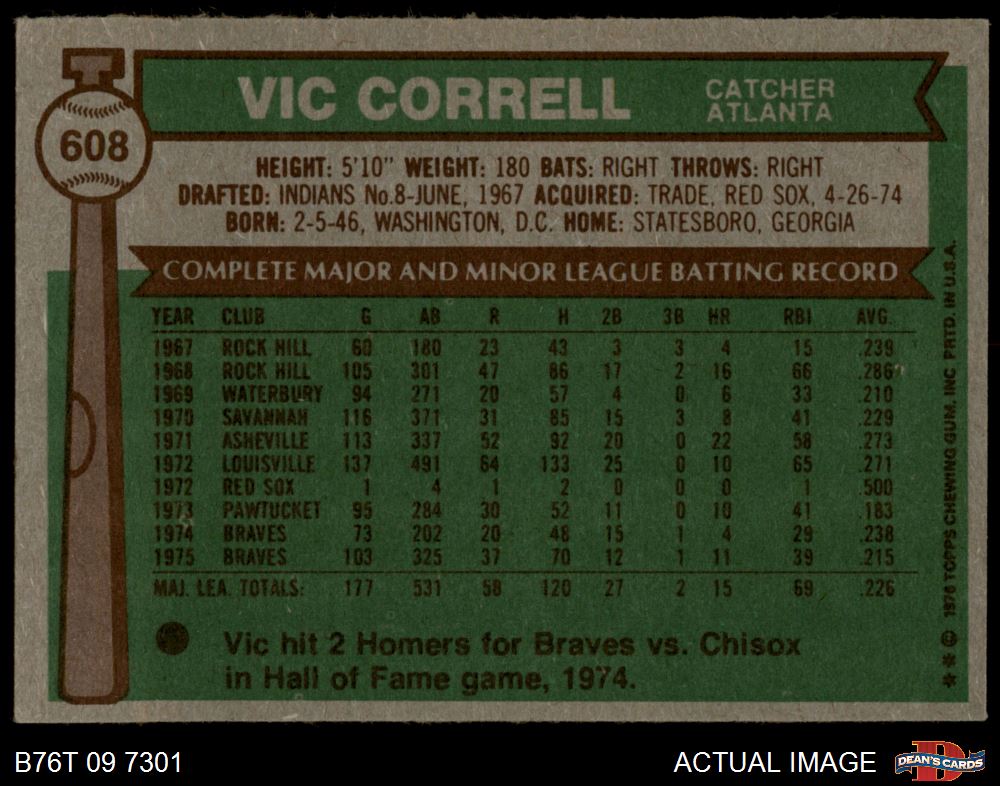 VIC CORRELL
CATCHER
ATLANTA
608
HEIGHT: 5'10" WEIGHT: 180 BATS: RIGHT THROWS: RIGHT
DRAFTED: INDIANS No.8-JUNE, 1967 ACQUIRED: TRADE, RED SOX, 4-26-74
BORN: 2-5-46, WASHINGTON, D.C. HOME: STATESBORO, GEORGIA
COMPLETE MAJOR AND MINOR LEAGUE BATTING RECORD
YEAR CLUB G AB R H 2B 3B HR RBI AVG.
1967 ROCK HILL 60 180 23 43 3 3 4 15 .239
1968 ROCK HILL 105 301 47 86 17 2 16 66 .286
1969 WATERBURY 94 271 20 57 4 0 6 33 .210
1970 SAVANNAH 116 371 31 85 15 3 8 41 .229
1971 ASHEVILLE 113 337 52 92 20 0 22 58 .273
1972 LOUISVILLE 137 491 64 133 25 0 10 65 .271
1972 RED SOX 1 4 1 2 0 0 0 1 .500
1973 PAWTUCKET 95 284 30 52 11 0 10 41 .183
1974 BRAVES 73 202 20 48 15 1 4 29 .238
1975 BRAVES 103 325 37 70 12 1 11 39 .215
MAJ. LEA. TOTALS: 177 531 58 120 27 2 15 69 .226
Vic hit 2 Homers for Braves vs. Chisox
in Hall of Fame game, 1974.
** © 1976 TOPPS CHEWING GUM, INC. PRTD. IN U.S.A.
B76T 09 7301
ACTUAL IMAGE
DEAN'S CARDS